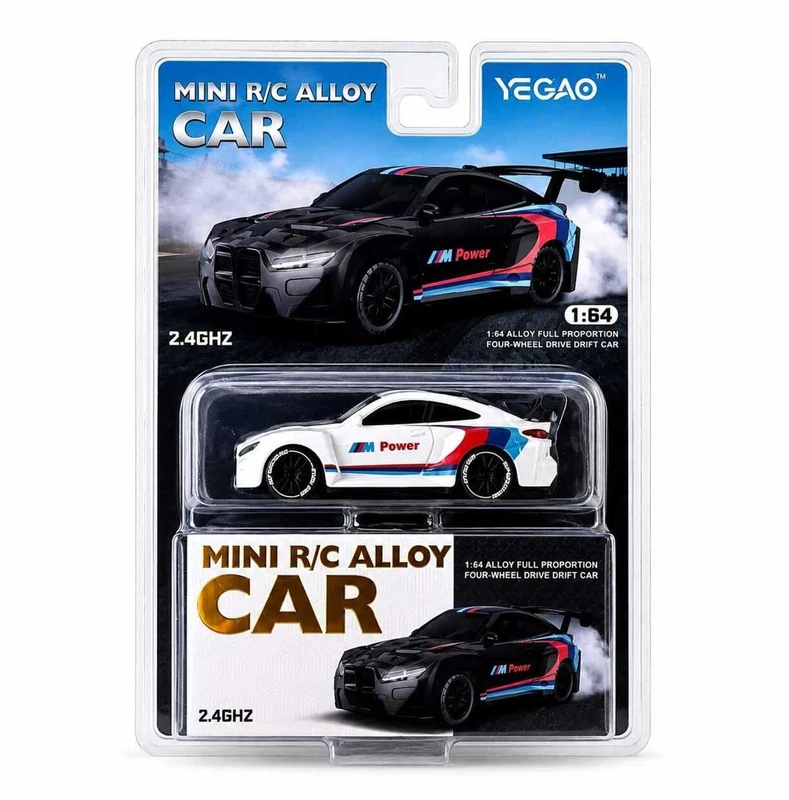 MINI R/C ALLOY
CAR
YEGAO™
M Power
1:64
2.4GHZ
1:64 ALLOY FULL PROPORTION
FOUR-WHEEL DRIVE DRIFT CAR
M Power
MINI R/C ALLOY
CAR
1:64 ALLOY FULL PROPORTION
FOUR-WHEEL DRIVE DRIFT CAR
M Power
2.4GHZ